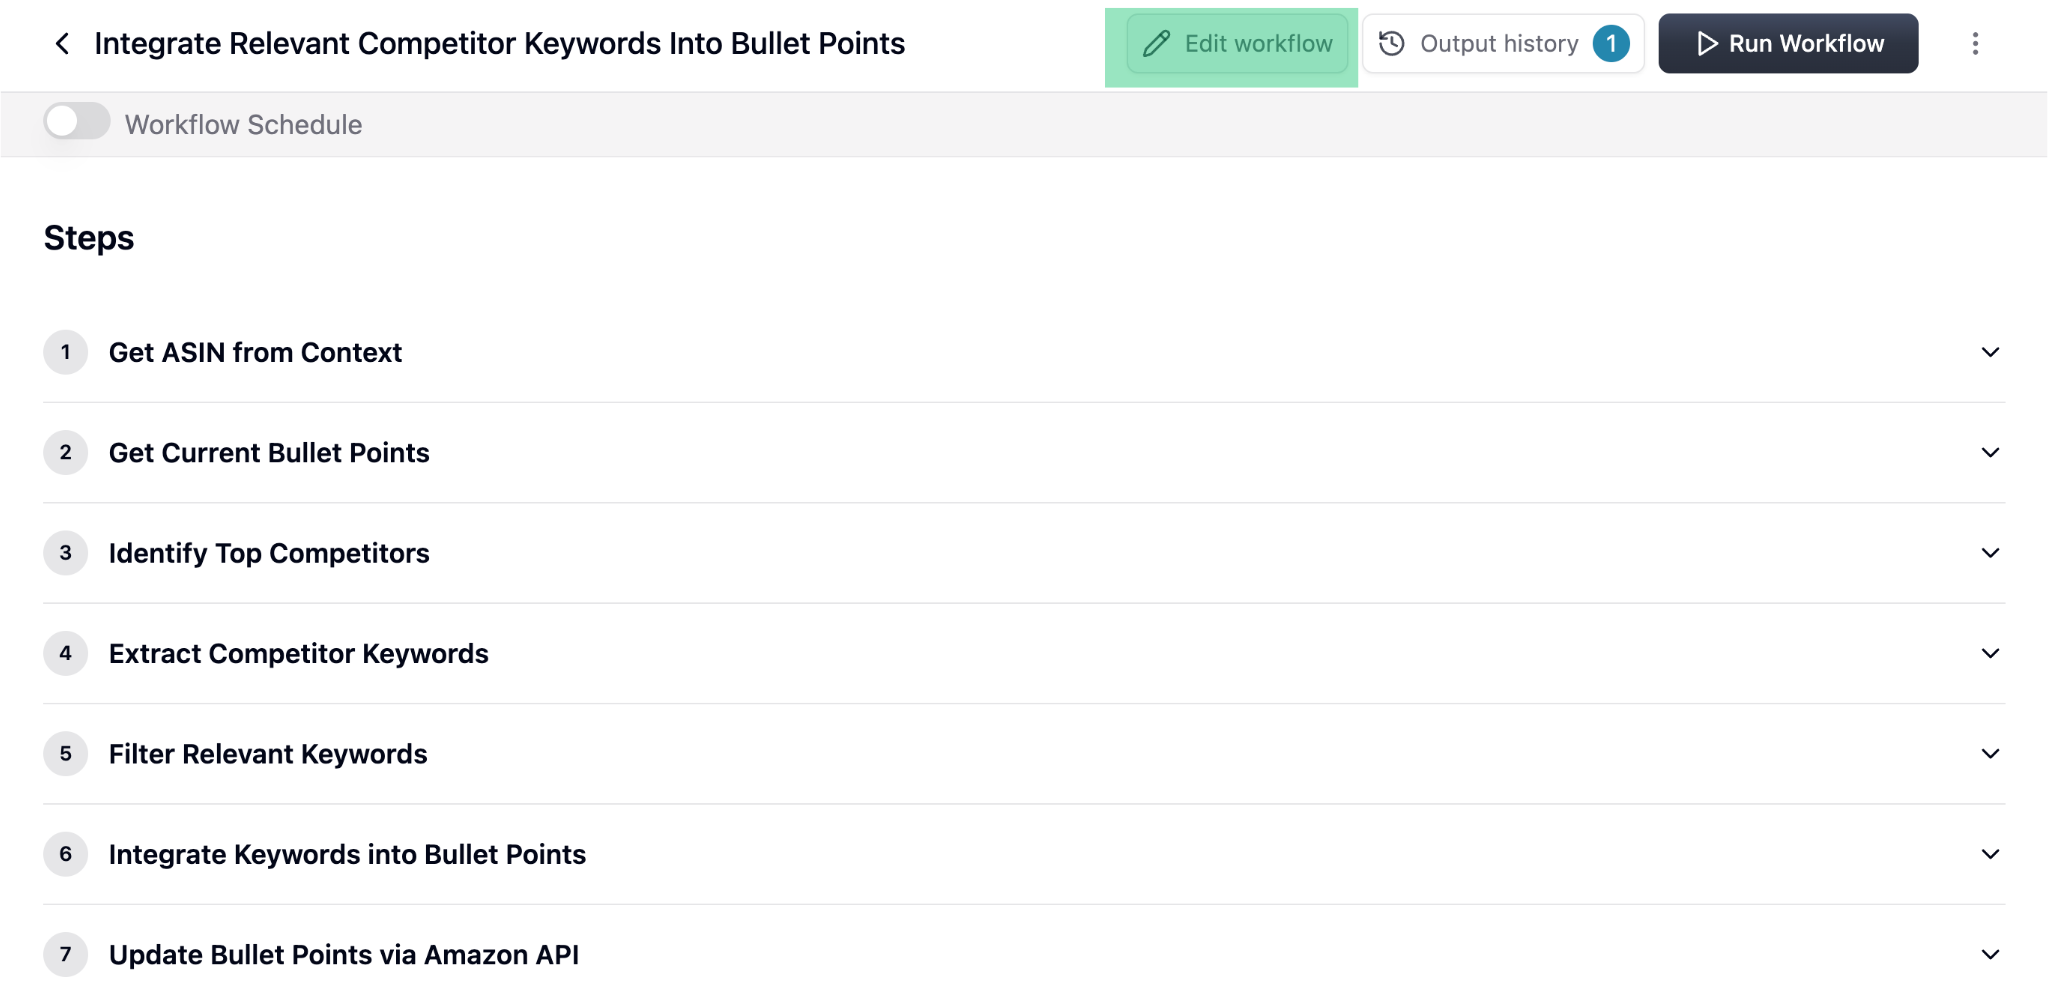 Integrate Relevant Competitor Keywords Into Bullet Points
Edit workflow
Output history 1
Run Workflow
Workflow Schedule
Steps
1 Get ASIN from Context
2 Get Current Bullet Points
3 Identify Top Competitors
4 Extract Competitor Keywords
5 Filter Relevant Keywords
6 Integrate Keywords into Bullet Points
7 Update Bullet Points via Amazon API